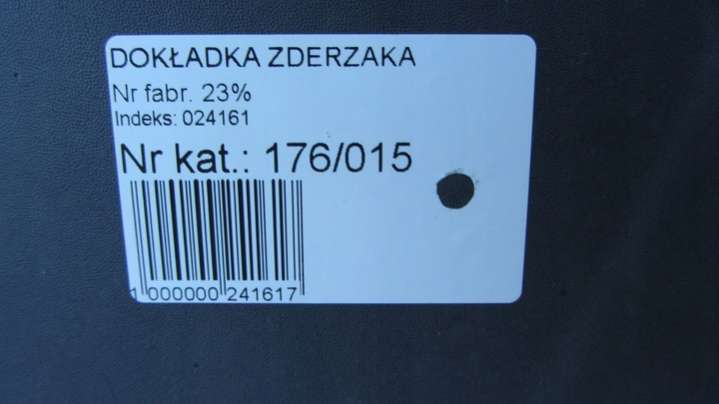 DOKŁADKA ZDERZAKA
Nr fabr. 23%
Indeks: 024161
Nr kat.: 176/015
1 000000 241617